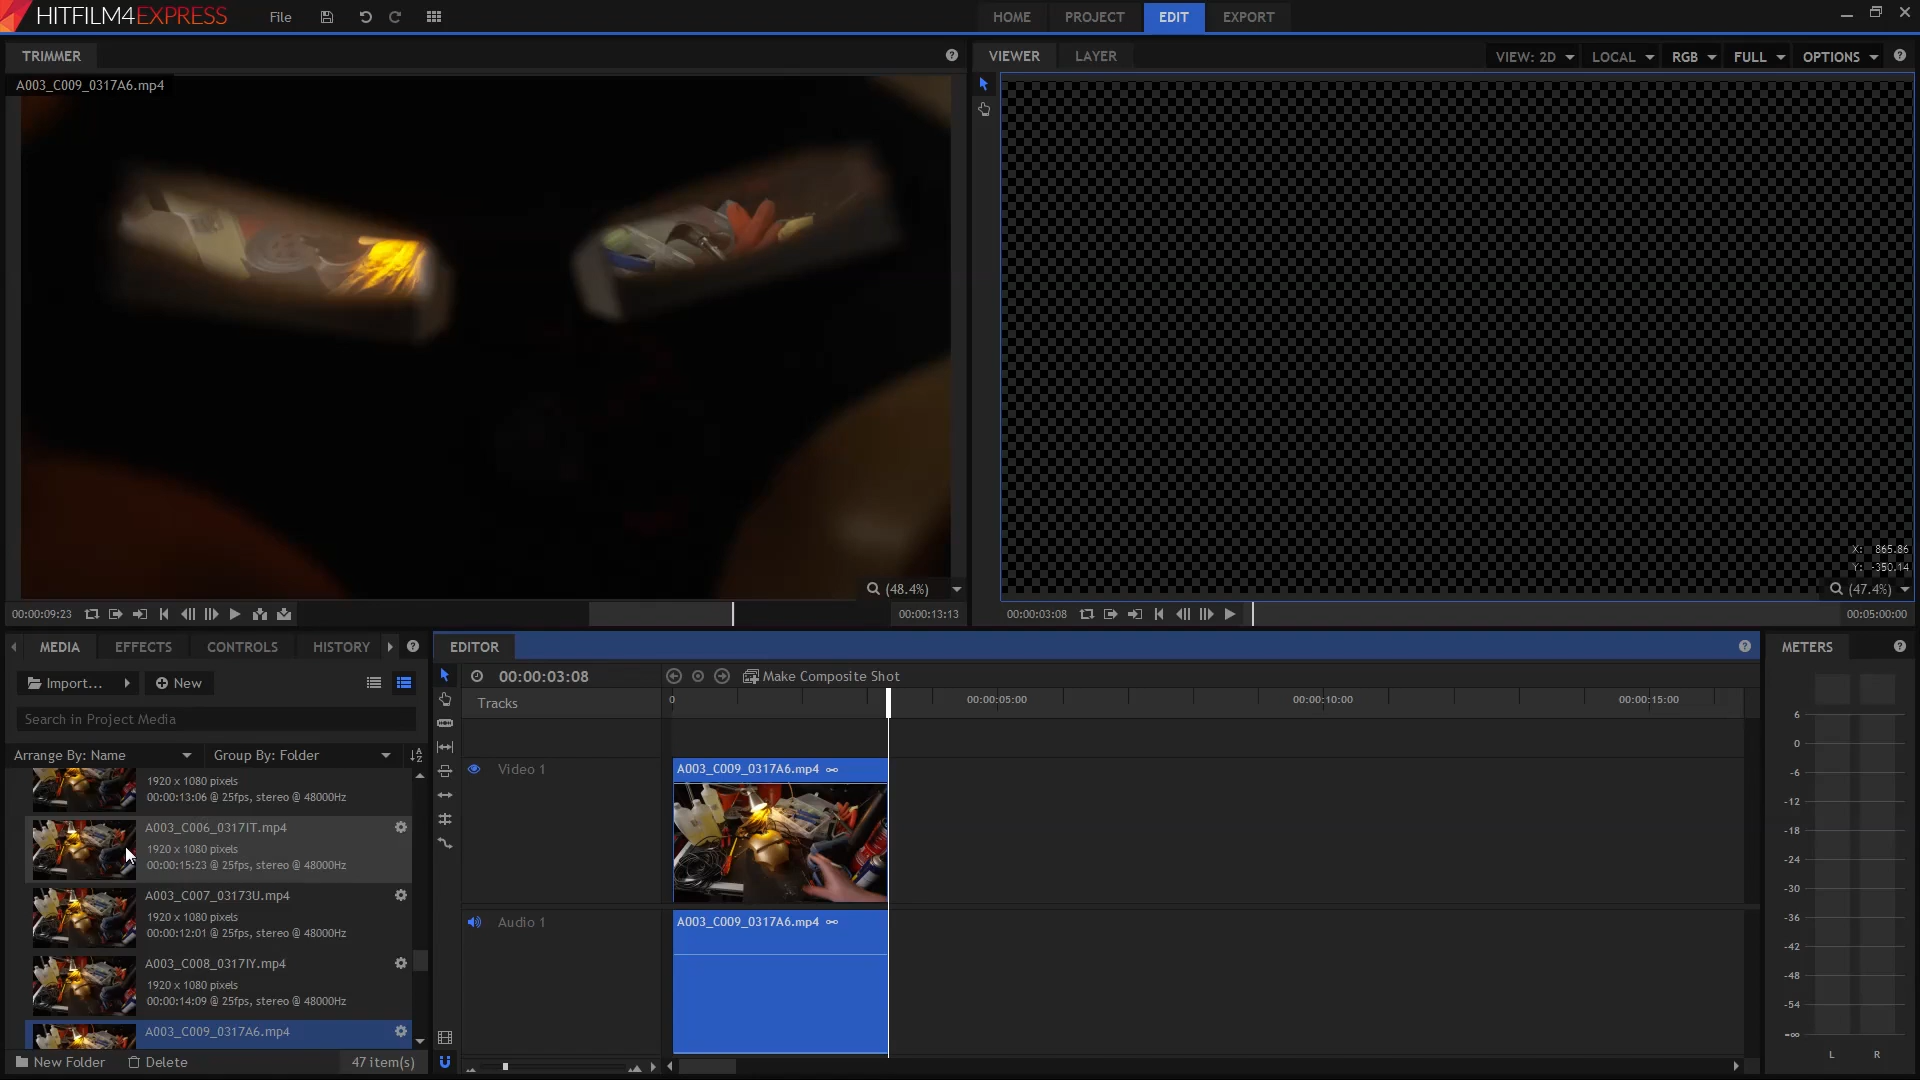 HITFILM4EXPRESS
File
HOME
PROJECT
EDIT
EXPORT
TRIMMER
VIEWER
LAYER
VIEW: 2D
LOCAL
RGB
FULL
OPTIONS
A003_C009_0317A6.mp4
X: 865.86
Y: -350.14
(48.4%)
(47.4%)
00:00:09:23
00:00:13:13
00:00:03:08
00:05:00:00
MEDIA
EFFECTS
CONTROLS
HISTORY
EDITOR
METERS
Import...
New
00:00:03:08
Make Composite Shot
Search in Project Media
Tracks
0
00:00:05:00
00:00:10:00
00:00:15:00
Arrange By: Name
Group By: Folder
1920 x 1080 pixels
00:00:13:06 @ 25fps, stereo @ 48000Hz
A003_C006_0317IT.mp4
1920 x 1080 pixels
00:00:15:23 @ 25fps, stereo @ 48000Hz
A003_C007_03173U.mp4
1920 x 1080 pixels
00:00:12:01 @ 25fps, stereo @ 48000Hz
A003_C008_0317IY.mp4
1920 x 1080 pixels
00:00:14:09 @ 25fps, stereo @ 48000Hz
A003_C009_0317A6.mp4
New Folder
Delete
47 item(s)
Video 1
A003_C009_0317A6.mp4
Audio 1
A003_C009_0317A6.mp4
6
0
-6
-12
-18
-24
-30
-36
-42
-48
-54
-∞
L
R